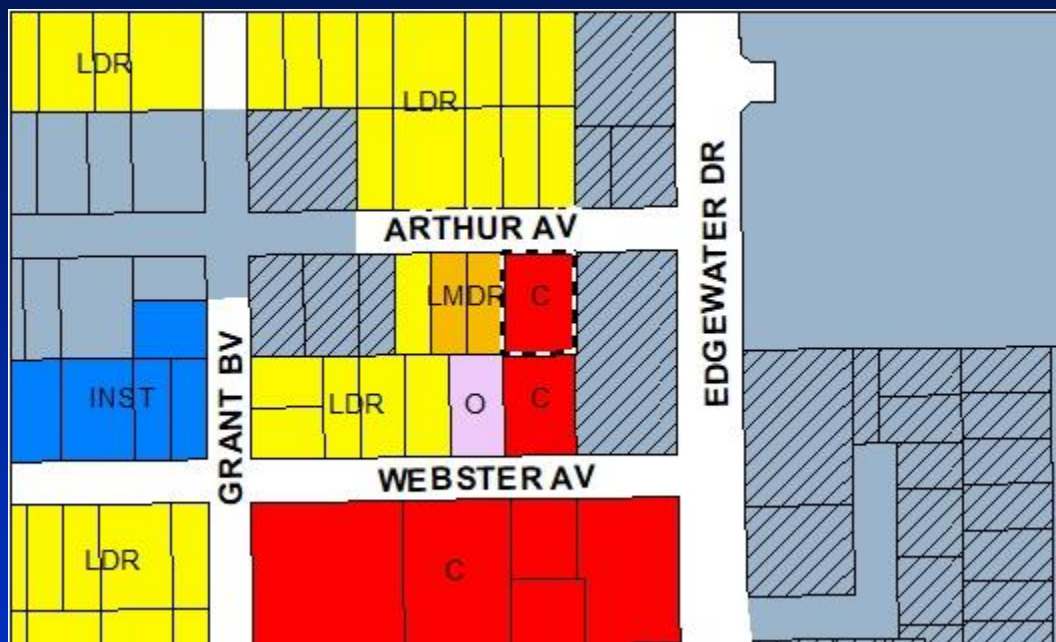 LDR
LDR
ARTHUR AV
EDGEWATER DR
LMDR
C
INST
GRANT BV
LDR
O
C
WEBSTER AV
LDR
C